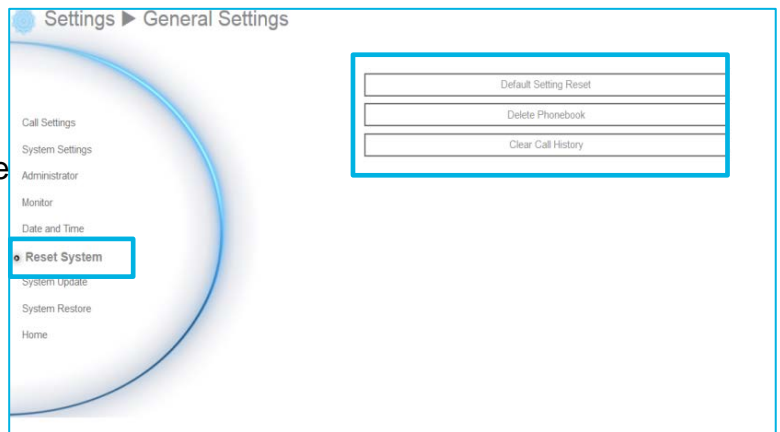 Settings ▶ General Settings
Call Settings
System Settings
e
Administrator
Monitor
Date and Time
Reset System
System Update
System Restore
Home
Default Setting Reset
Delete Phonebook
Clear Call History